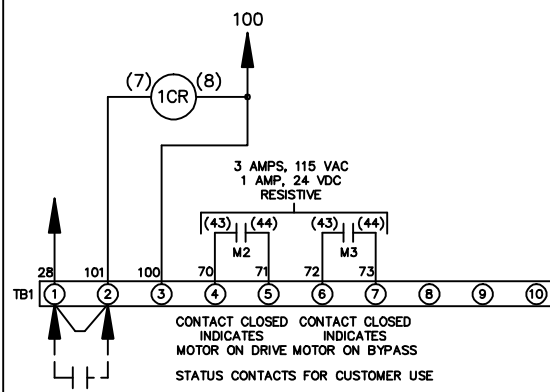 100
(7) 1CR (8)
3 AMPS, 115 VAC
1 AMP, 24 VDC
RESISTIVE
(43) (44) (43) (44)
M2 M3
28 101 100 70 71 72 73
TB1 1 2 3 4 5 6 7 8 9 10
CONTACT CLOSED CONTACT CLOSED
INDICATES INDICATES
MOTOR ON DRIVE MOTOR ON BYPASS
STATUS CONTACTS FOR CUSTOMER USE